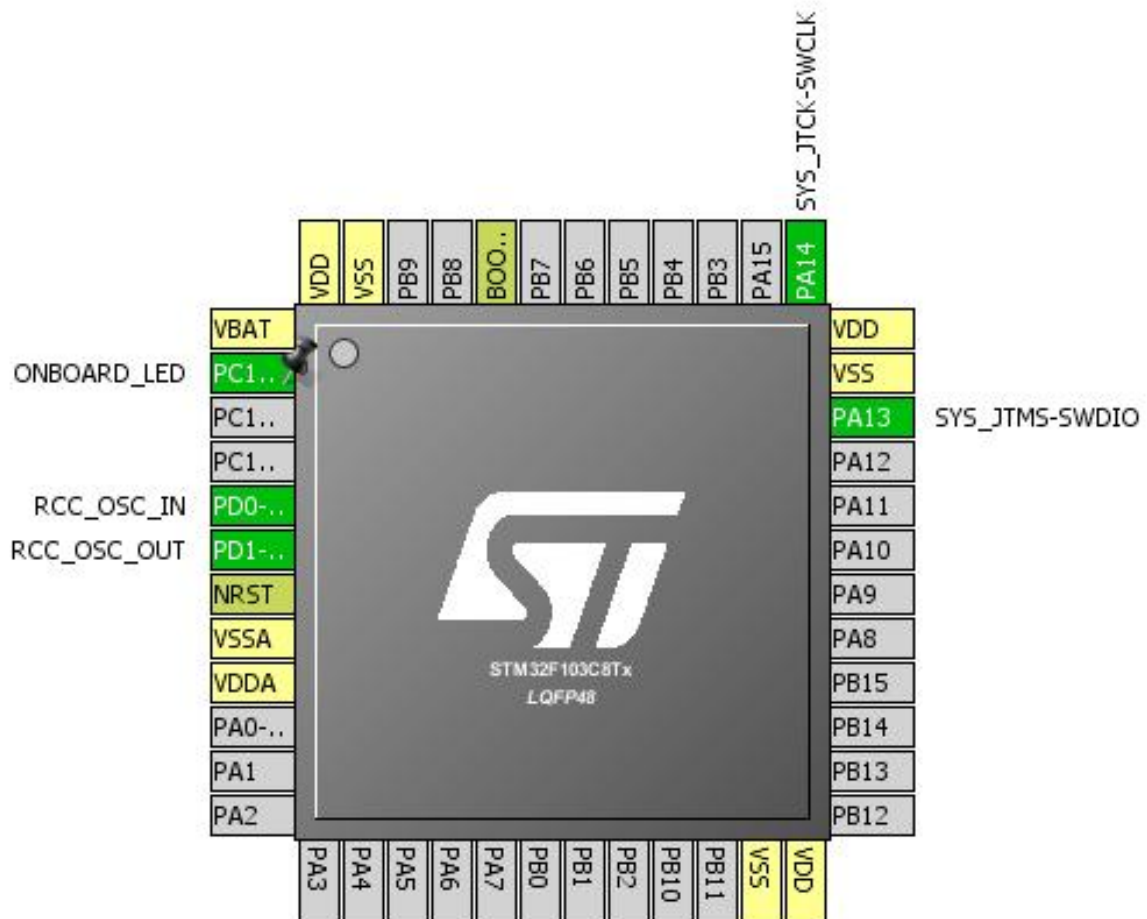 SYS_JTCK-SWCLK
VDD
VSS
PB9
PB8
BOO..
PB7
PB6
PB5
PB4
PB3
PA15
PA14
VBAT
ONBOARD_LED PC1..
PC1..
PC1..
RCC_OSC_IN PD0-..
RCC_OSC_OUT PD1-..
NRST
VSSA
VDDA
PA0-..
PA1
PA2
VDD
VSS
PA13 SYS_JTMS-SWDIO
PA12
PA11
PA10
PA9
PA8
PB15
PB14
PB13
PB12
ST
STM32F103C8Tx
LQFP48
PA3
PA4
PA5
PA6
PA7
PB0
PB1
PB2
PB10
PB11
VSS
VDD